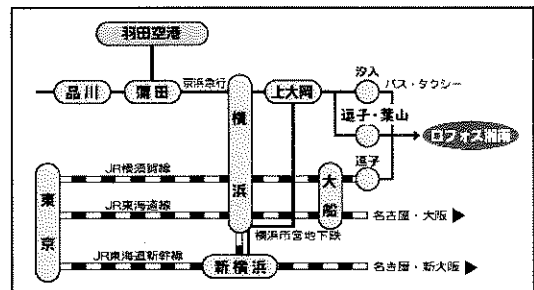 羽田空港
品川
蒲田
京浜急行
横浜
上大岡
汐入
バス・タクシー
逗子・葉山
ロフォス湘南
逗子
JR横須賀線
東京
大船
JR東海道線
名古屋・大阪
横浜市営地下鉄
JR東海道新幹線
新横浜
名古屋・新大阪